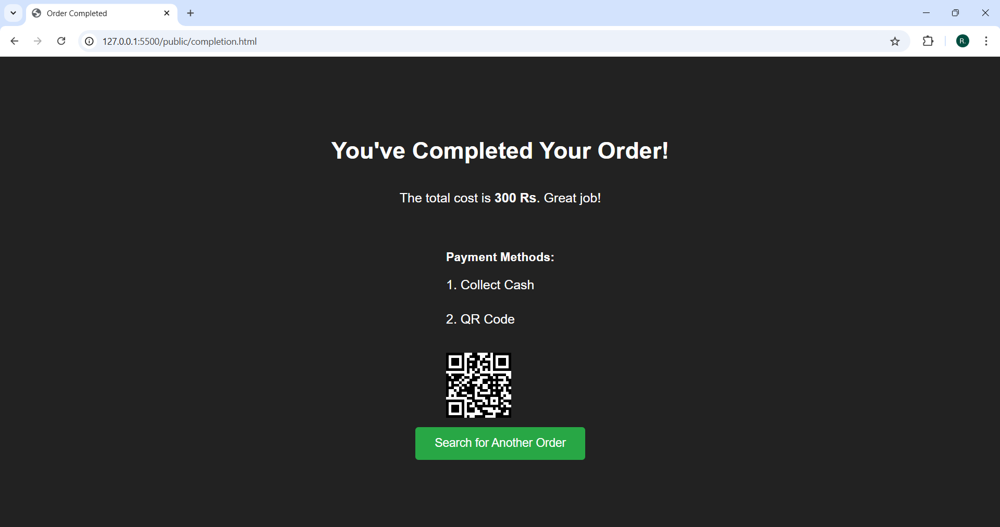 Order Completed
127.0.0.1:5500/public/completion.html
R.
You've Completed Your Order!
The total cost is 300 Rs. Great job!
Payment Methods:
1. Collect Cash
2. QR Code
Search for Another Order